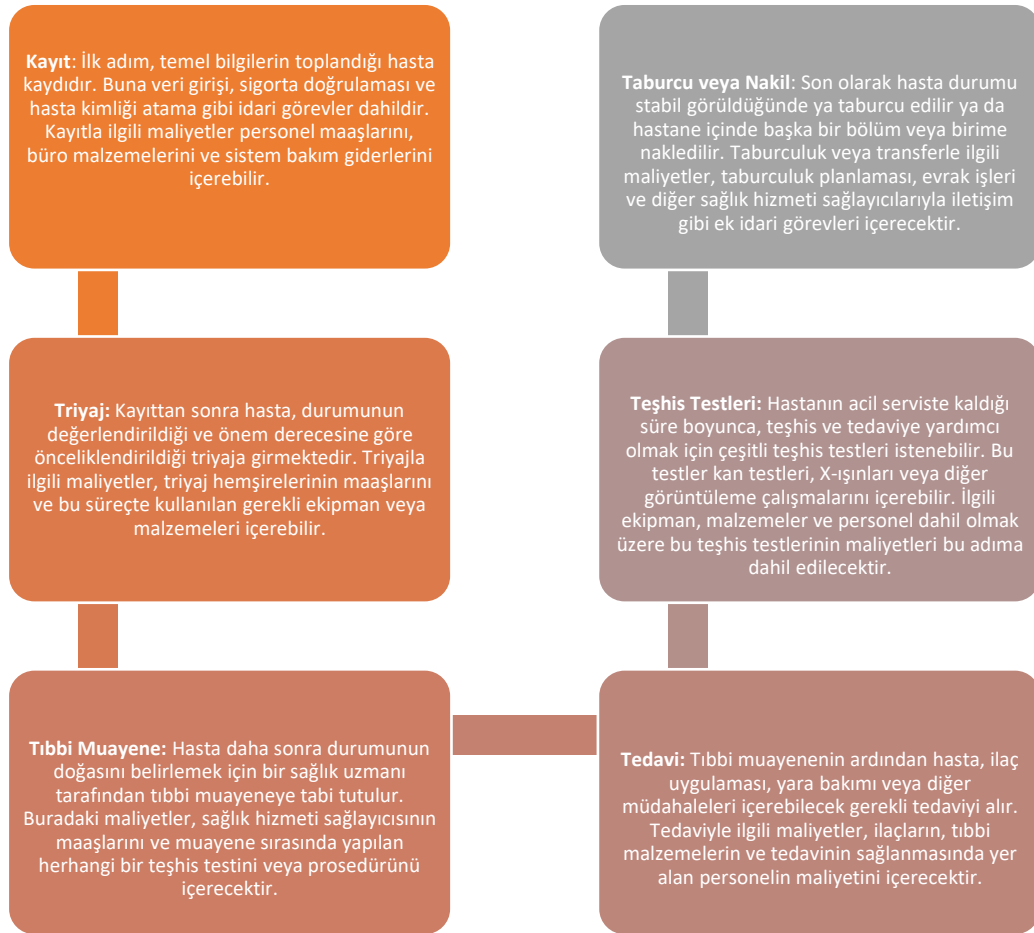 Kayıt: İlk adım, temel bilgilerin toplandığı hasta
kaydıdır. Buna veri girişi, sigorta doğrulaması ve
hasta kimliği atama gibi idari görevler dahildir.
Kayıtla ilgili maliyetler personel maaşlarını,
büro malzemelerini ve sistem bakım giderlerini
içerebilir.
Triyaj: Kayıttan sonra hasta, durumunun
değerlendirildiği ve önem derecesine göre
önceliklendirildiği triyaja girmektedir. Triyajla
ilgili maliyetler, triyaj hemşirelerinin maaşlarını
ve bu süreçte kullanılan gerekli ekipman veya
malzemeleri içerebilir.
Tıbbi Muayene: Hasta daha sonra durumunun
doğasını belirlemek için bir sağlık uzmanı
tarafından tıbbi muayeneye tabi tutulur.
Buradaki maliyetler, sağlık hizmeti sağlayıcısının
maaşlarını ve muayene sırasında yapılan
herhangi bir teşhis testini veya prosedürünü
içerecektir.
Tedavi: Tıbbi muayenenin ardından hasta, ilaç
uygulaması, yara bakımı veya diğer
müdahaleleri içerebilecek gerekli tedaviyi alır.
Tedaviyle ilgili maliyetler, ilaçların, tıbbi
malzemelerin ve tedavinin sağlanmasında yer
alan personelin maliyetini içerecektir.
Teşhis Testleri: Hastanın acil serviste kaldığı
süre boyunca, teşhis ve tedaviye yardımcı
olmak için çeşitli teşhis testleri istenebilir. Bu
testler kan testleri, X-ışınları veya diğer
görüntüleme çalışmalarını içerebilir. İlgili
ekipman, malzemeler ve personel dahil olmak
üzere bu teşhis testlerinin maliyetleri bu adıma
dahil edilecektir.
Taburcu veya Nakil: Son olarak hasta durumu
stabil görüldüğünde ya taburcu edilir ya da
hastane içinde başka bir bölüm veya birime
nakledilir. Taburculuk veya transferle ilgili
maliyetler, taburculuk planlaması, evrak işleri
ve diğer sağlık hizmeti sağlayıcılarıyla iletişim
gibi ek idari görevleri içerecektir.